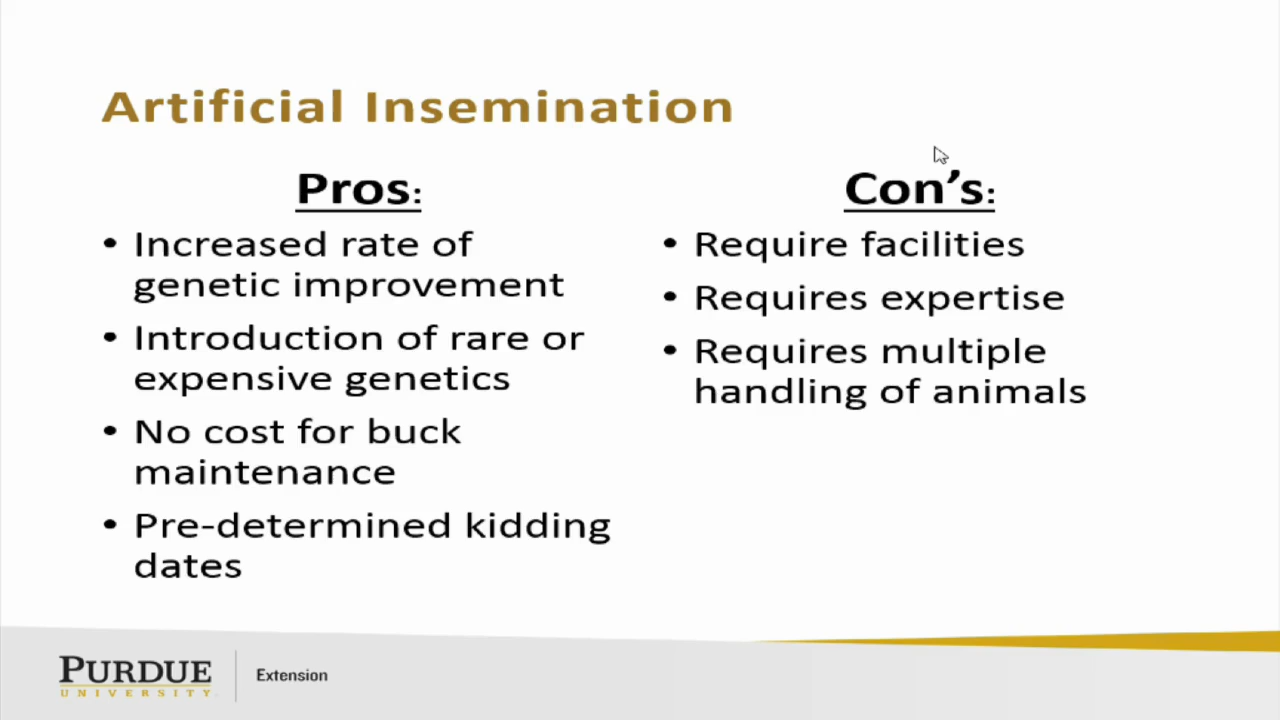 Artificial Insemination
Pros:
• Increased rate of
genetic improvement
• Introduction of rare or
expensive genetics
• No cost for buck
maintenance
• Pre-determined kidding
dates
Con’s:
• Require facilities
• Requires expertise
• Requires multiple
handling of animals
PURDUE
UNIVERSITY
Extension